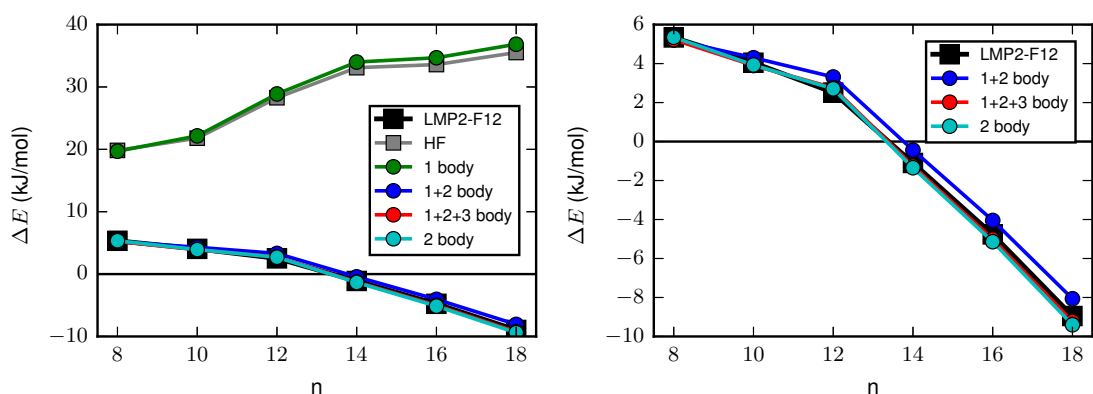 40
30
20
10
0
−10
8 10 12 14 16 18
n
ΔE (kJ/mol)
LMP2-F12
HF
1 body
1+2 body
1+2+3 body
2 body
6
4
2
0
−2
−4
−6
−8
−10
8 10 12 14 16 18
n
ΔE (kJ/mol)
LMP2-F12
1+2 body
1+2+3 body
2 body